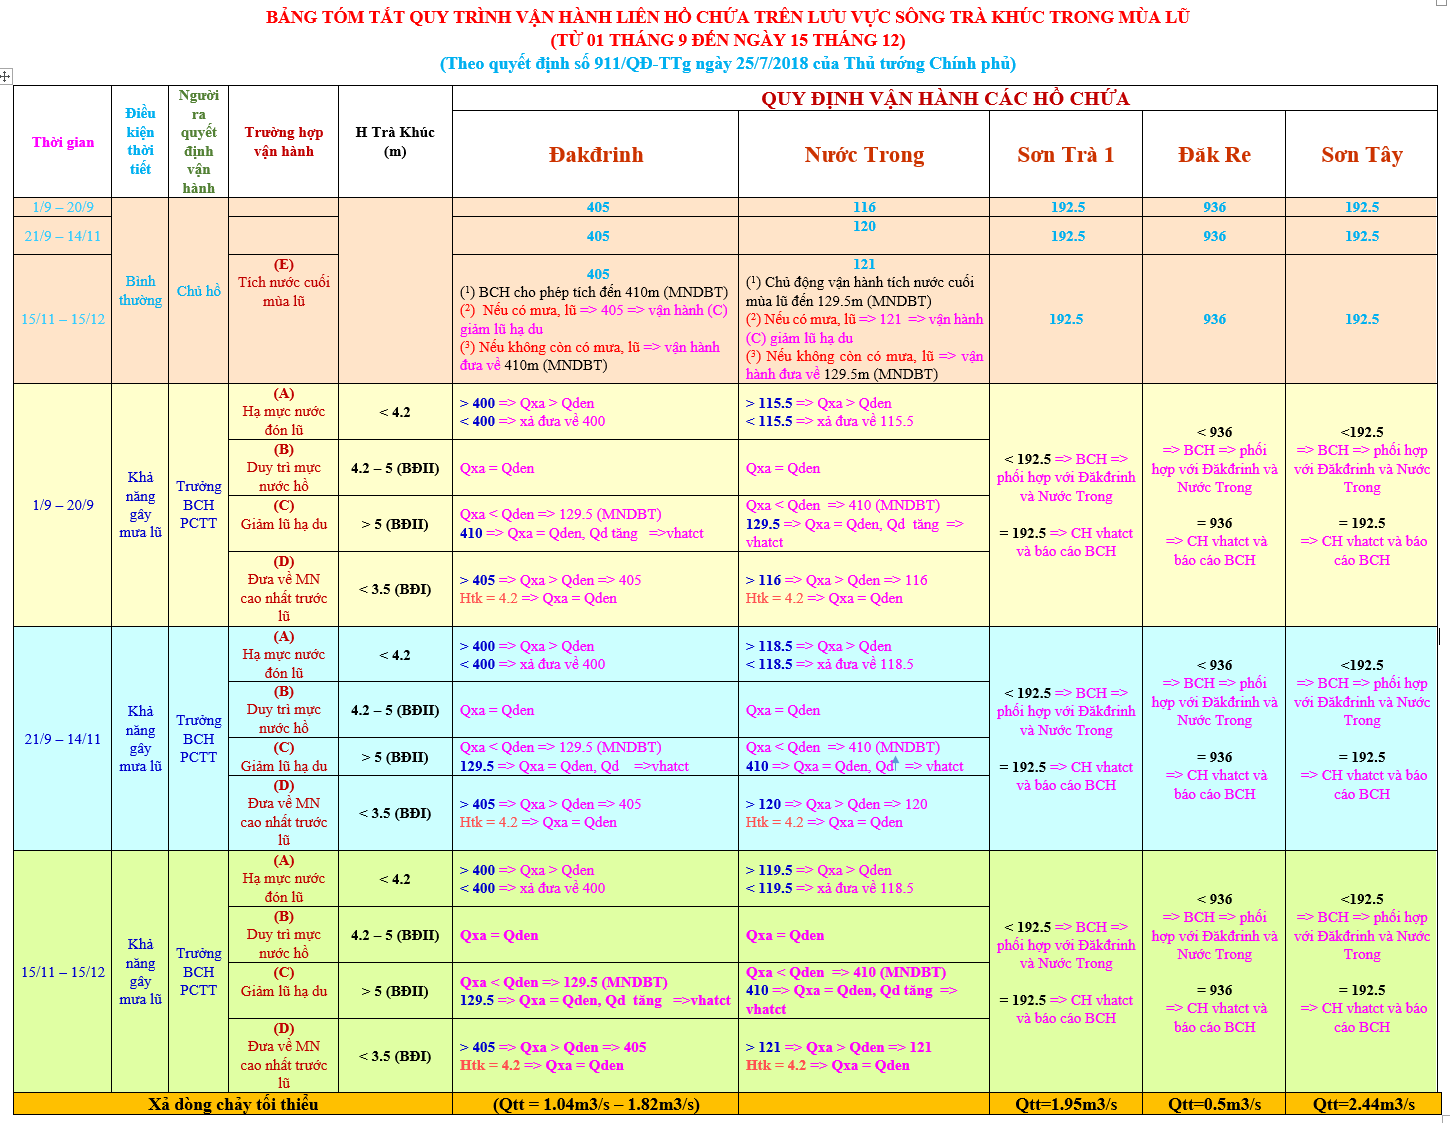 BẢNG TÓM TẮT QUY TRÌNH VẬN HÀNH LIÊN HỒ CHỨA TRÊN LƯU VỰC SÔNG TRÀ KHÚC TRONG MÙA LŨ
(TỪ 01 THÁNG 9 ĐẾN NGÀY 15 THÁNG 12)
(Theo quyết định số 911/QĐ-TTg ngày 25/7/2018 của Thủ tướng Chính phủ)
Thời gian
Điều
kiện
thời
tiết
Người
ra
quyết
định
vận
hành
Trường hợp
vận hành
H Trà Khúc
(m)
QUY ĐỊNH VẬN HÀNH CÁC HỒ CHỨA
Đakđrinh
Nước Trong
Sơn Trà 1
Đăk Re
Sơn Tây
1/9 – 20/9
Bình
thường
Chủ hồ
405
116
192.5
936
192.5
21/9 – 14/11
405
120
192.5
936
192.5
15/11 – 15/12
(E)
Tích nước cuối
mùa lũ
405
(¹) BCH cho phép tích đến 410m (MNDBT)
(²) Nếu có mưa, lũ => 405 => vận hành (C)
giảm lũ hạ du
(³) Nếu không còn có mưa, lũ => vận hành
đưa về 410m (MNDBT)
121
(¹) Chủ động vận hành tích nước cuối
mùa lũ đến 129.5m (MNDBT)
(²) Nếu có mưa, lũ => 121 => vận hành
(C) giảm lũ hạ du
(³) Nếu không còn có mưa, lũ => vận
hành đưa về 129.5m (MNDBT)
192.5
936
192.5
1/9 – 20/9
Khả
năng
gây
mưa lũ
Trưởng
BCH
PCTT
(A)
Hạ mực nước
đón lũ
< 4.2
> 400 => Qxa > Qden
< 400 => xả đưa về 400
> 115.5 => Qxa > Qden
< 115.5 => xả đưa về 115.5
(B)
Duy trì mực
nước hồ
4.2 – 5 (BĐII)
Qxa = Qden
Qxa = Qden
(C)
Giảm lũ hạ du
> 5 (BĐII)
Qxa < Qden => 129.5 (MNDBT)
410 => Qxa = Qden, Qd tăng =>vhatct
Qxa < Qden => 410 (MNDBT)
129.5 => Qxa = Qden, Qd tăng =>
vhatct
(D)
Đưa về MN
cao nhất trước
lũ
< 3.5 (BĐI)
> 405 => Qxa > Qden => 405
Htk = 4.2 => Qxa = Qden
> 116 => Qxa > Qden => 116
Htk = 4.2 => Qxa = Qden
< 192.5 => BCH =>
phối hợp với Đăkđrinh
và Nước Trong
= 192.5 => CH vhatct
và báo cáo BCH
< 936
=> BCH => phối
hợp với Đăkđrinh và
Nước Trong
= 936
=> CH vhatct và
báo cáo BCH
<192.5
=> BCH => phối hợp
với Đăkđrinh và Nước
Trong
= 192.5
=> CH vhatct và báo
cáo BCH
21/9 – 14/11
Khả
năng
gây
mưa lũ
Trưởng
BCH
PCTT
(A)
Hạ mực nước
đón lũ
< 4.2
> 400 => Qxa > Qden
< 400 => xả đưa về 400
> 118.5 => Qxa > Qden
< 118.5 => xả đưa về 118.5
(B)
Duy trì mực
nước hồ
4.2 – 5 (BĐII)
Qxa = Qden
Qxa = Qden
(C)
Giảm lũ hạ du
> 5 (BĐII)
Qxa < Qden => 129.5 (MNDBT)
129.5 => Qxa = Qden, Qd =>vhatct
Qxa < Qden => 410 (MNDBT)
410 => Qxa = Qden, Qd => vhatct
(D)
Đưa về MN
cao nhất trước
lũ
< 3.5 (BĐI)
> 405 => Qxa > Qden => 405
Htk = 4.2 => Qxa = Qden
> 120 => Qxa > Qden => 120
Htk = 4.2 => Qxa = Qden
< 192.5 => BCH =>
phối hợp với Đăkđrinh
và Nước Trong
= 192.5 => CH vhatct
và báo cáo BCH
< 936
=> BCH => phối
hợp với Đăkđrinh và
Nước Trong
= 936
=> CH vhatct và
báo cáo BCH
<192.5
=> BCH => phối hợp
với Đăkđrinh và Nước
Trong
= 192.5
=> CH vhatct và báo
cáo BCH
15/11 – 15/12
Khả
năng
gây
mưa lũ
Trưởng
BCH
PCTT
(A)
Hạ mực nước
đón lũ
< 4.2
> 400 => Qxa > Qden
< 400 => xả đưa về 400
> 119.5 => Qxa > Qden
< 119.5 => xả đưa về 118.5
(B)
Duy trì mực
nước hồ
4.2 – 5 (BĐII)
Qxa = Qden
Qxa = Qden
(C)
Giảm lũ hạ du
> 5 (BĐII)
Qxa < Qden => 129.5 (MNDBT)
129.5 => Qxa = Qden, Qd tăng =>vhatct
Qxa < Qden => 410 (MNDBT)
410 => Qxa = Qden, Qd tăng =>
vhatct
(D)
Đưa về MN
cao nhất trước
lũ
< 3.5 (BĐI)
> 405 => Qxa > Qden => 405
Htk = 4.2 => Qxa = Qden
> 121 => Qxa > Qden => 121
Htk = 4.2 => Qxa = Qden
< 192.5 => BCH =>
phối hợp với Đăkđrinh
và Nước Trong
= 192.5 => CH vhatct
và báo cáo BCH
< 936
=> BCH => phối
hợp với Đăkđrinh và
Nước Trong
= 936
=> CH vhatct và
báo cáo BCH
<192.5
=> BCH => phối hợp
với Đăkđrinh và Nước
Trong
= 192.5
=> CH vhatct và báo
cáo BCH
Xả dòng chảy tối thiểu
(Qtt = 1.04m3/s – 1.82m3/s)
Qtt=1.95m3/s
Qtt=0.5m3/s
Qtt=2.44m3/s